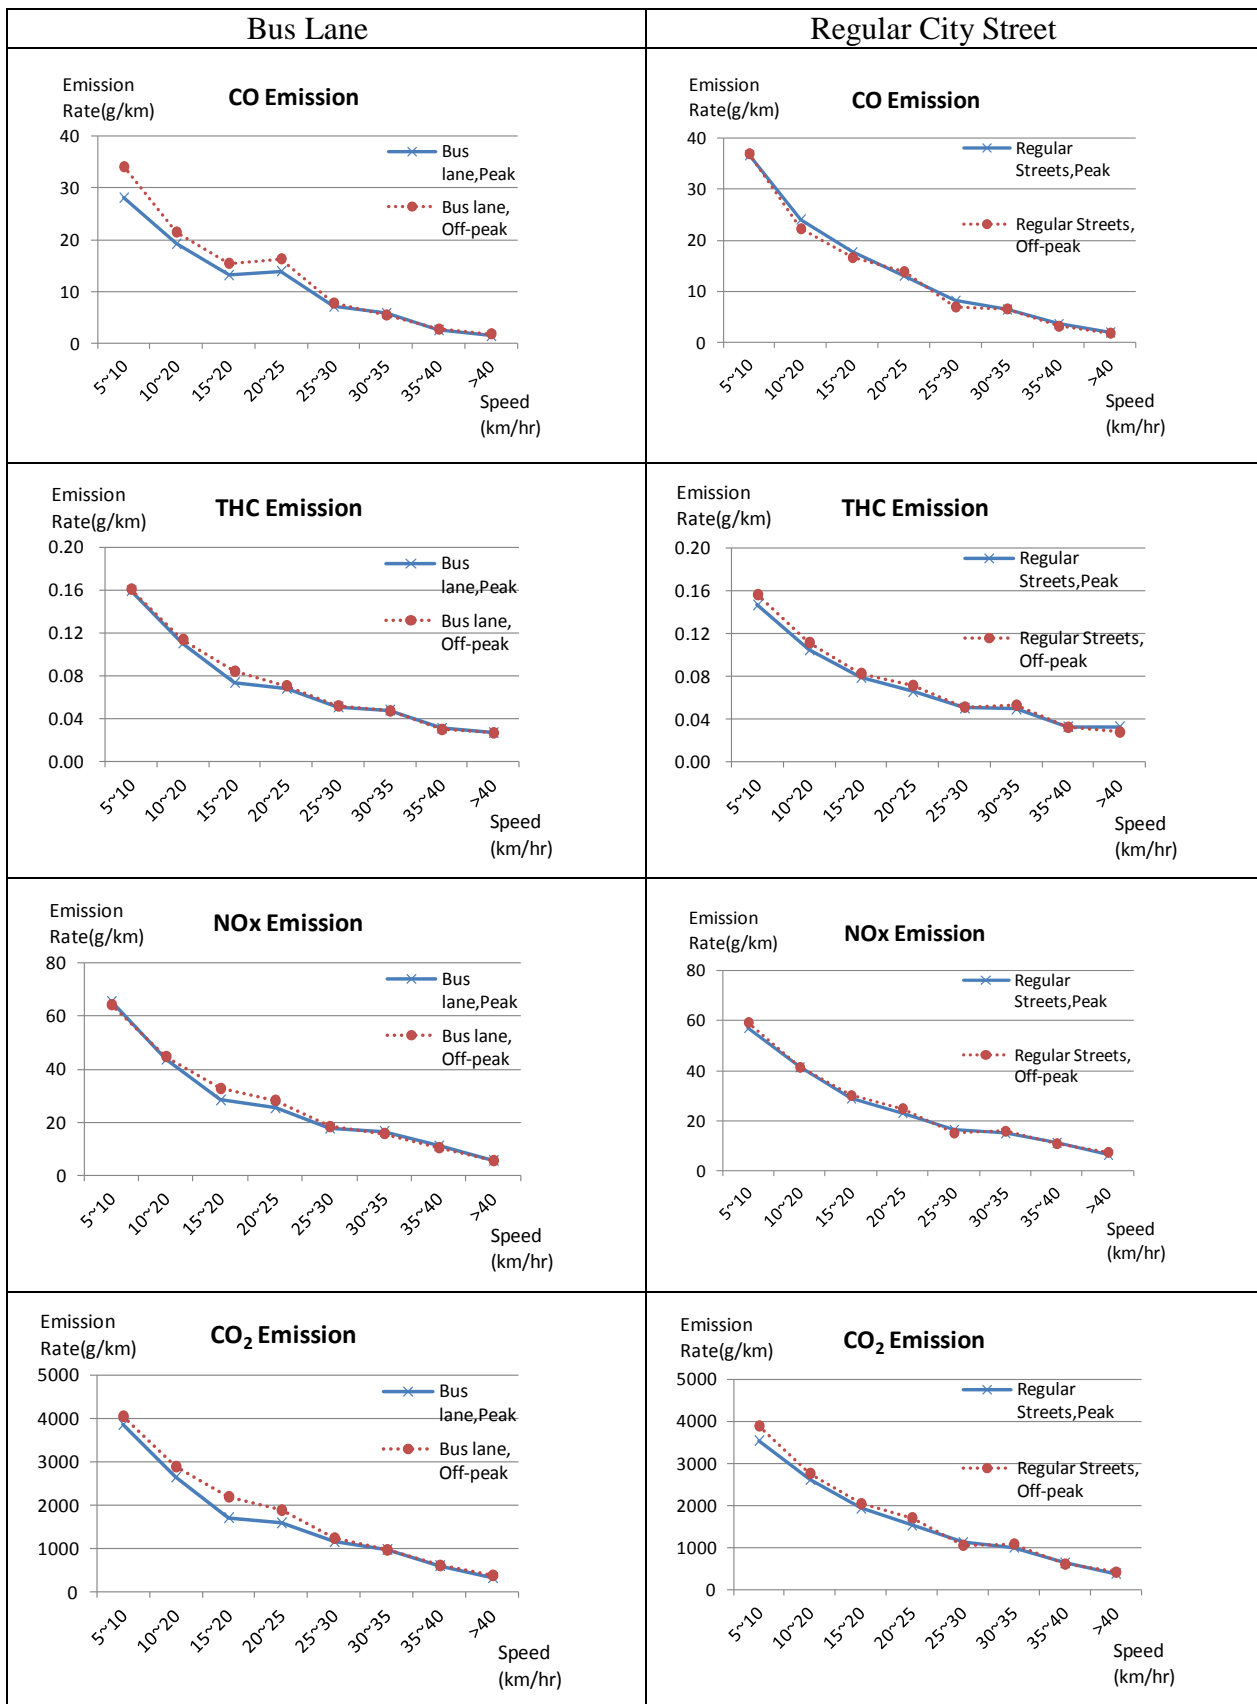 Bus Lane
Regular City Street
Emission
Rate(g/km)
CO Emission
40
30
20
10
0
Bus
lane,Peak
Bus lane,
Off-peak
5~10
10~20
15~20
20~25
25~30
30~35
35~40
>40
Speed
(km/hr)
Emission
Rate(g/km)
CO Emission
40
30
20
10
0
Regular
Streets,Peak
Regular Streets,
Off-peak
5~10
10~20
15~20
20~25
25~30
30~35
35~40
>40
Speed
(km/hr)
Emission
Rate(g/km)
THC Emission
0.20
0.16
0.12
0.08
0.04
0.00
Bus
lane,Peak
Bus lane,
Off-peak
5~10
10~20
15~20
20~25
25~30
30~35
35~40
>40
Speed
(km/hr)
Emission
Rate(g/km)
THC Emission
0.20
0.16
0.12
0.08
0.04
0.00
Regular
Streets,Peak
Regular Streets,
Off-peak
5~10
10~20
15~20
20~25
25~30
30~35
35~40
>40
Speed
(km/hr)
Emission
Rate(g/km)
NOx Emission
80
60
40
20
0
Bus
lane,Peak
Bus lane,
Off-peak
5~10
10~20
15~20
20~25
25~30
30~35
35~40
>40
Speed
(km/hr)
Emission
Rate(g/km)
NOx Emission
80
60
40
20
0
Regular
Streets,Peak
Regular Streets,
Off-peak
5~10
10~20
15~20
20~25
25~30
30~35
35~40
>40
Speed
(km/hr)
Emission
Rate(g/km)
CO₂ Emission
5000
4000
3000
2000
1000
0
Bus
lane,Peak
Bus lane,
Off-peak
5~10
10~20
15~20
20~25
25~30
30~35
35~40
>40
Speed
(km/hr)
Emission
Rate(g/km)
CO₂ Emission
5000
4000
3000
2000
1000
0
Regular
Streets,Peak
Regular Streets,
Off-peak
5~10
10~20
15~20
20~25
25~30
30~35
35~40
>40
Speed
(km/hr)